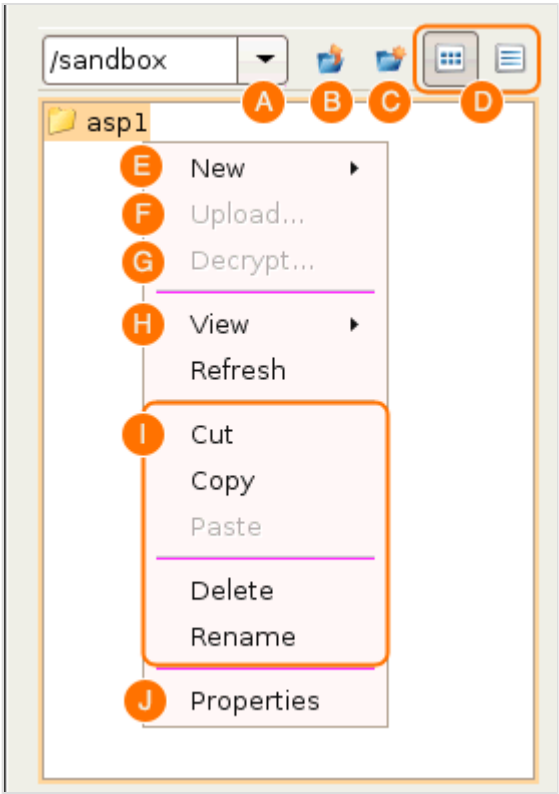 /sandbox
A B C D
asp1
E New
F Upload...
G Decrypt...
H View
Refresh
I Cut
Copy
Paste
Delete
Rename
J Properties